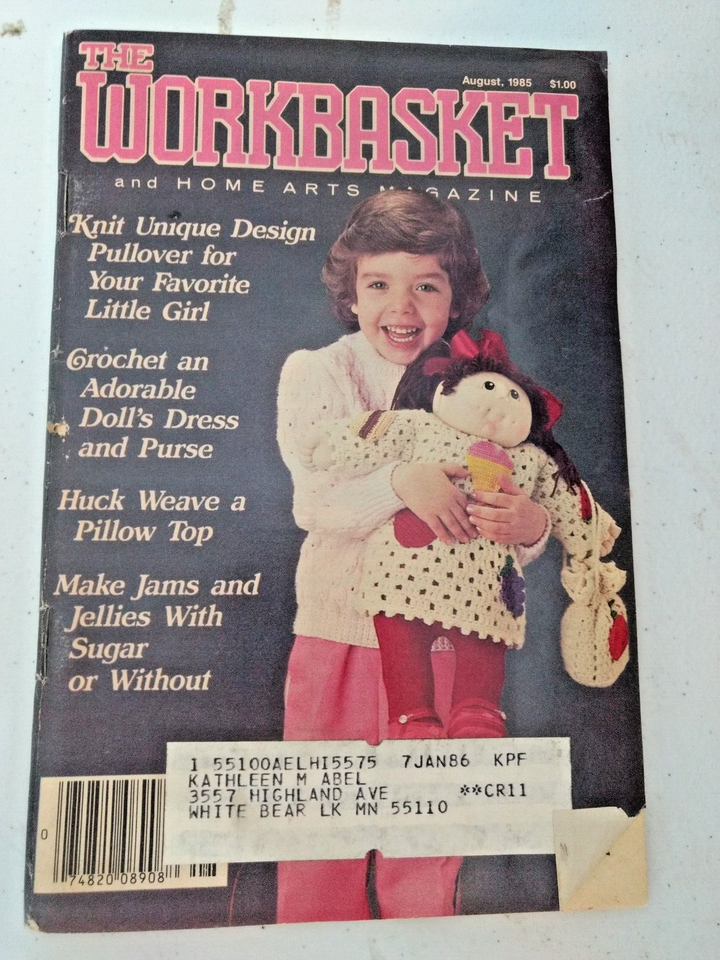 THE
August, 1985 $1.00
WORKBASKET
and HOME ARTS MAGAZINE
Knit Unique Design
Pullover for
Your Favorite
Little Girl
Crochet an
Adorable
Doll's Dress
and Purse
Huck Weave a
Pillow Top
Make Jams and
Jellies With
Sugar
or Without
1 55100AELHI5575 7JAN86 KPF
KATHLEEN M ABEL
3557 HIGHLAND AVE **CR11
WHITE BEAR LK MN 55110
0
74820 08908